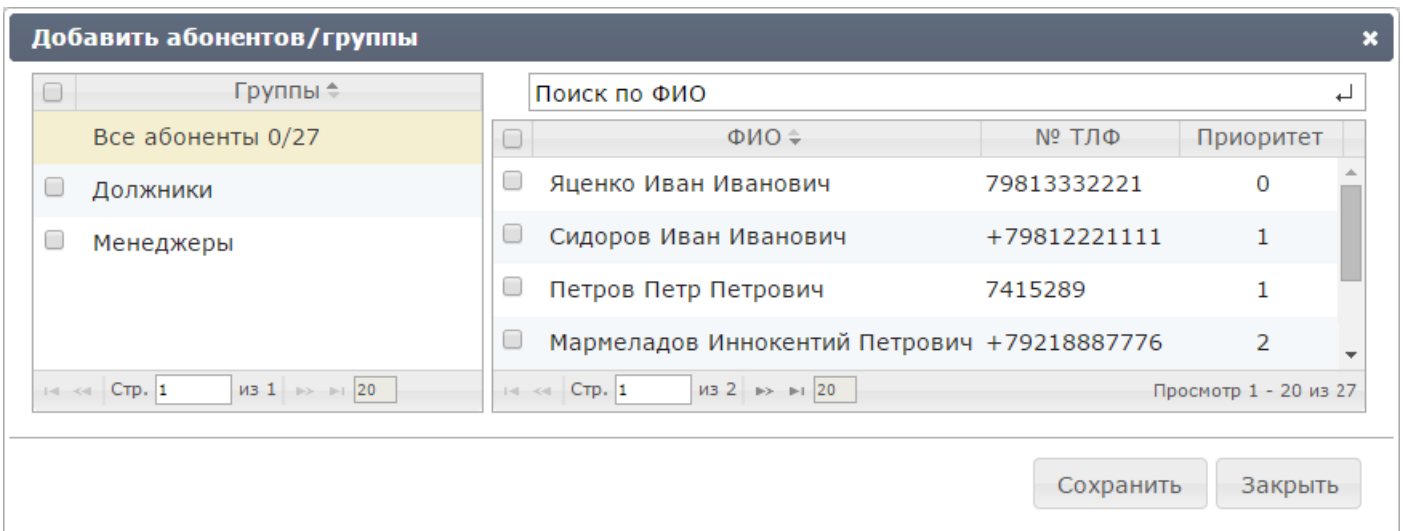 Добавить абонентов/группы
Группы
Все абоненты 0/27
Должники
Менеджеры
Стр. 1 из 1 20
Поиск по ФИО
ФИО № ТЛФ Приоритет
Яценко Иван Иванович 79813332221 0
Сидоров Иван Иванович +79812221111 1
Петров Петр Петрович 7415289 1
Мармеладов Иннокентий Петрович +79218887776 2
Стр. 1 из 2 20 Просмотр 1 - 20 из 27
Сохранить Закрыть